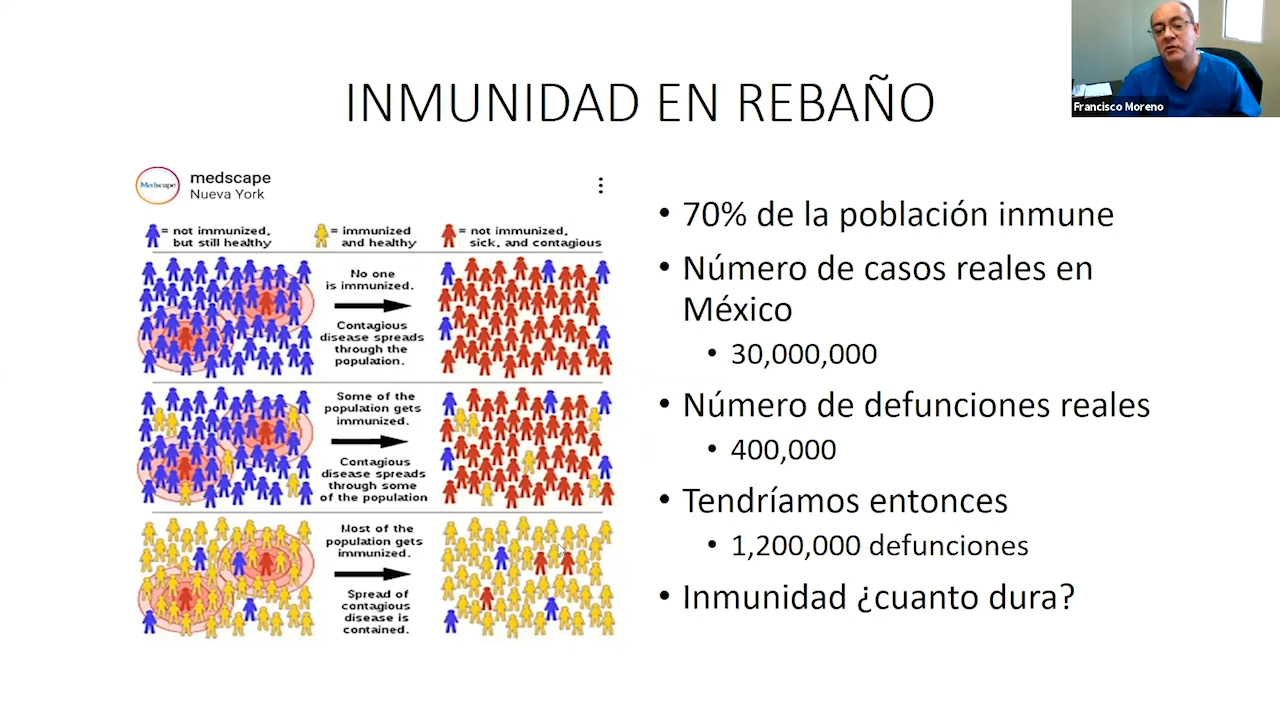 INMUNIDAD EN REBAÑO
Francisco Moreno
Medscape
medscape
Nueva York
= not immunized,
but still healthy
= immunized
and healthy
= not immunized,
sick, and contagious
No one
is immunized.
Contagious
disease spreads
through the
population.
Some of the
population gets
immunized.
Contagious
disease spreads
through some
of the population
Most of the
population gets
immunized.
Spread of
contagious
disease is
contained.
• 70% de la población inmune
• Número de casos reales en
México
• 30,000,000
• Número de defunciones reales
• 400,000
• Tendríamos entonces
• 1,200,000 defunciones
• Inmunidad ¿cuanto dura?